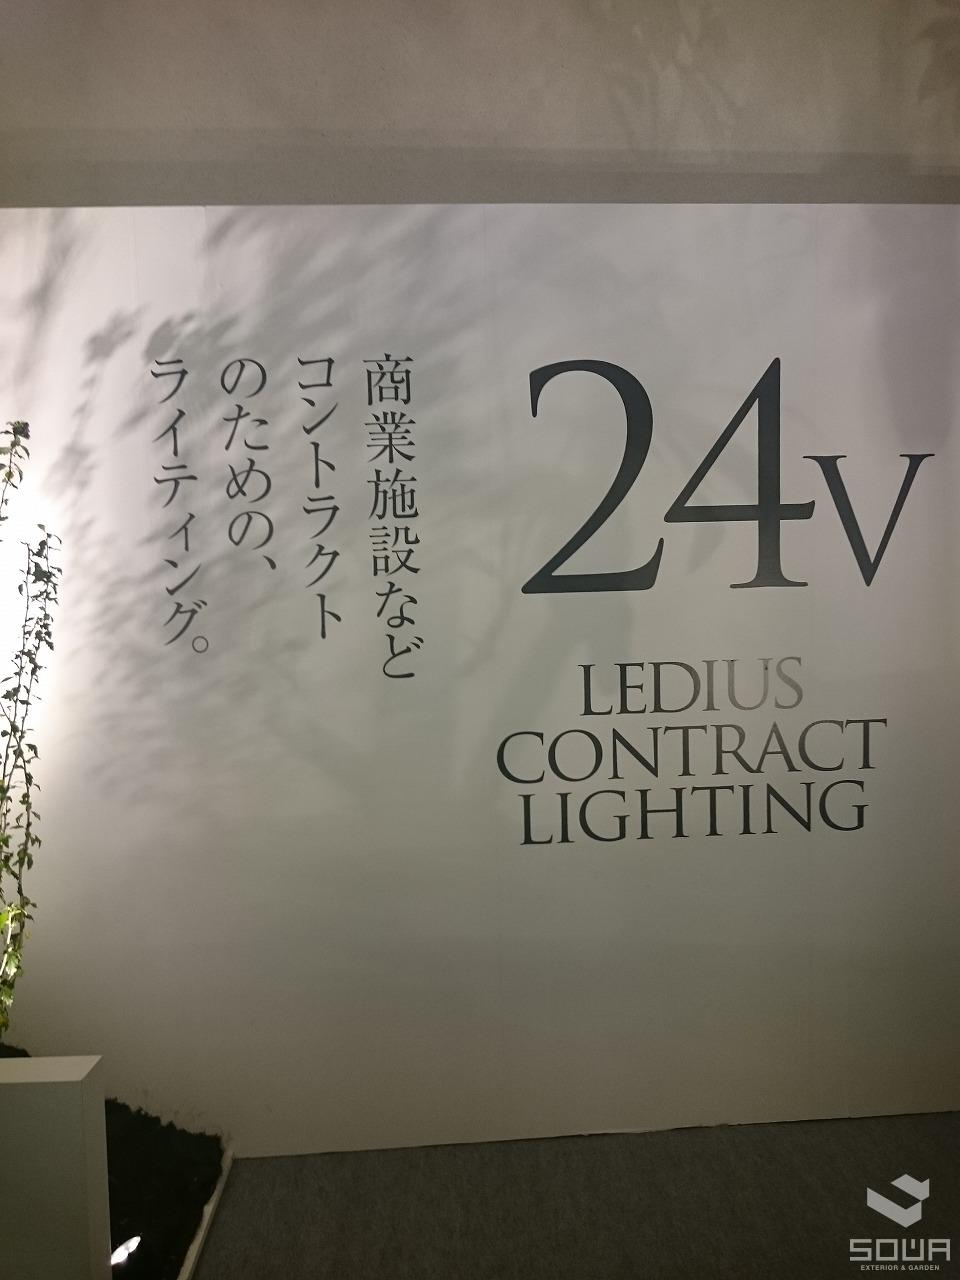 24V
LEDIUS
CONTRACT
LIGHTING
商業施設など
コントラクト
のための、
ライティング。
SOWA
EXTERIOR & GARDEN